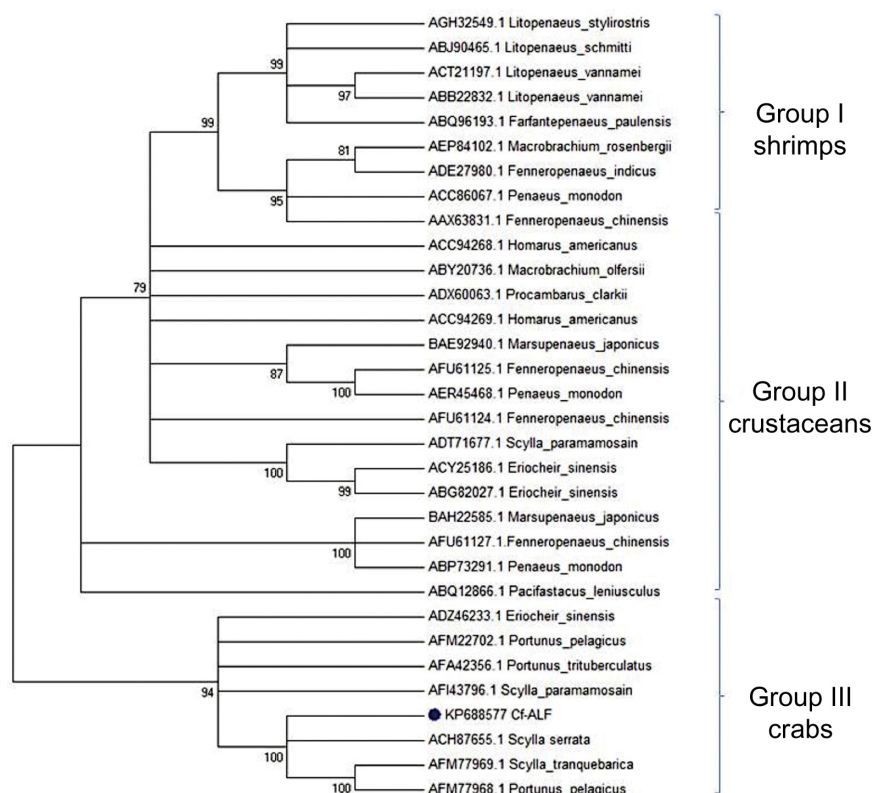 AGH32549.1 Litopenaeus_stylirostris
ABJ90465.1 Litopenaeus_schmitti
99
ACT21197.1 Litopenaeus_vannamei
97
ABB22832.1 Litopenaeus_vannamei
99
ABQ96193.1 Farfantepenaeus_paulensis
Group I
shrimps
AEP84102.1 Macrobrachium_rosenbergii
81
ADE27980.1 Fenneropenaeus_indicus
ACC86067.1 Penaeus_monodon
95
AAX63831.1 Fenneropenaeus_chinensis
ACC94268.1 Homarus_americanus
ABY20736.1 Macrobrachium_olfersii
79
ADX60063.1 Procambarus_clarkii
ACC94269.1 Homarus_americanus
BAE92940.1 Marsupenaeus_japonicus
87
AFU61125.1 Fenneropenaeus_chinensis
100
AER45468.1 Penaeus_monodon
Group II
crustaceans
AFU61124.1 Fenneropenaeus_chinensis
ADT71677.1 Scylla_paramamosain
100
ACY25186.1 Eriocheir_sinensis
99
ABG82027.1 Eriocheir_sinensis
BAH22585.1 Marsupenaeus_japonicus
AFU61127.1.Fenneropenaeus_chinensis
100
ABP73291.1 Penaeus_monodon
ABQ12866.1 Pacifastacus_leniusculus
ADZ46233.1 Eriocheir_sinensis
AFM22702.1 Portunus_pelagicus
AFA42356.1 Portunus_trituberculatus
94
AFI43796.1 Scylla_paramamosain
Group III
crabs
KP688577 Cf-ALF
ACH87655.1 Scylla serrata
100
AFM77969.1 Scylla_tranquebarica
100
AFM77968.1 Portunus_pelagicus